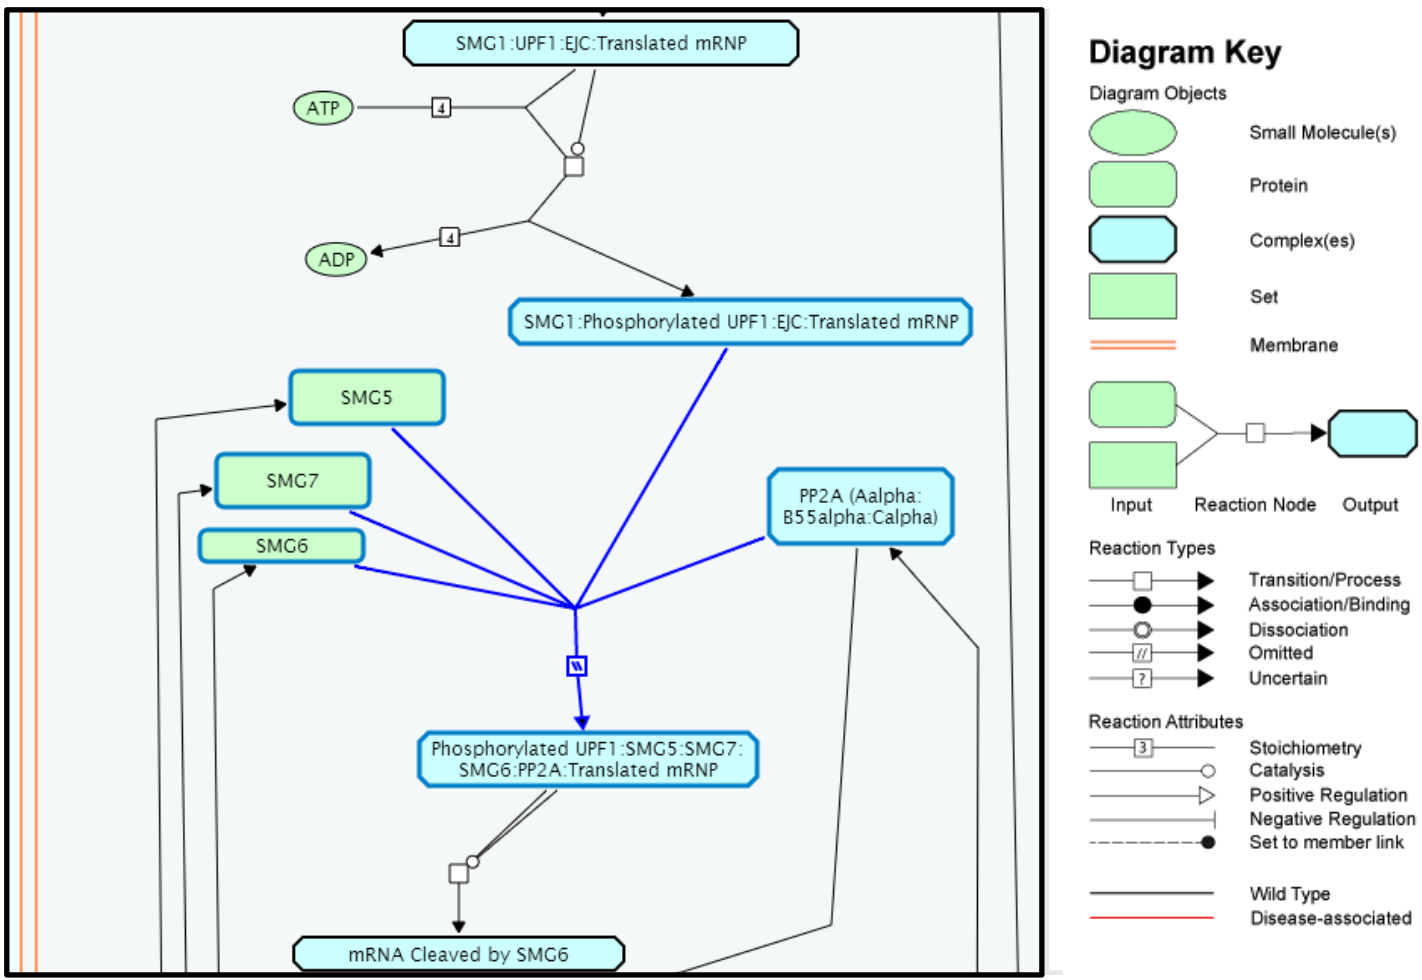 SMG1:UPF1:EJC:Translated mRNP
ATP
4
4
ADP
SMG1:Phosphorylated UPF1:EJC:Translated mRNP
SMG5
SMG7
SMG6
PP2A (Aalpha:
B55alpha:Calpha)
\\
Phosphorylated UPF1:SMG5:SMG7:
SMG6:PP2A:Translated mRNP
mRNA Cleaved by SMG6
Diagram Key
Diagram Objects
Small Molecule(s)
Protein
Complex(es)
Set
Membrane
Input
Reaction Node
Output
Reaction Types
Transition/Process
Association/Binding
Dissociation
// Omitted
? Uncertain
Reaction Attributes
3 Stoichiometry
Catalysis
Positive Regulation
Negative Regulation
Set to member link
Wild Type
Disease-associated